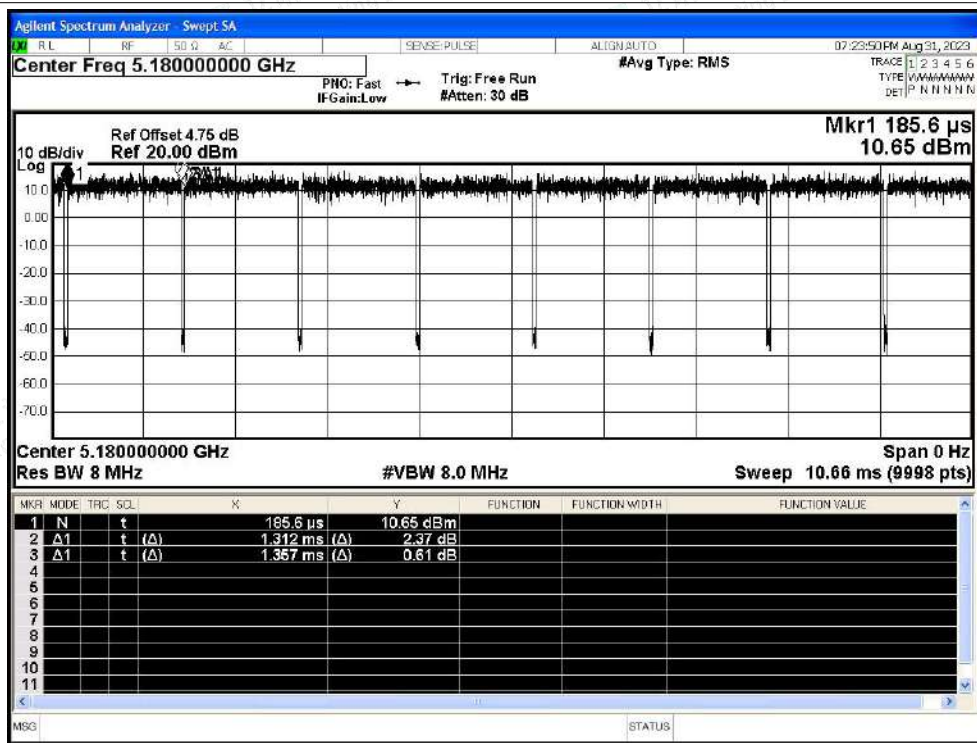 Agilent Spectrum Analyzer - Swept SA
LXI RL RF 50 Ω AC SENSE:PULSE ALIGN AUTO 07:23:50 PM Aug 31, 2023
Center Freq 5.180000000 GHz #Avg Type: RMS TRACE 1 2 3 4 5 6
PNO: Fast Trig: Free Run TYPE
IFGain:Low #Atten: 30 dB DET P N N N N N
Mkr1 185.6 µs
Ref Offset 4.75 dB
10 dB/div Ref 20.00 dBm 10.65 dBm
Log
1
10.0
0.00
-10.0
-20.0
-30.0
-40.0
-50.0
-60.0
-70.0
Center 5.180000000 GHz Span 0 Hz
Res BW 8 MHz #VBW 8.0 MHz Sweep 10.66 ms (9998 pts)
MKR MODE TRC SCL X Y FUNCTION FUNCTION WIDTH FUNCTION VALUE
1 N t 185.6 µs 10.65 dBm
2 Δ1 t (Δ) 1.312 ms (Δ) 2.37 dB
3 Δ1 t (Δ) 1.357 ms (Δ) 0.61 dB
4
5
6
7
8
9
10
11
MSG STATUS